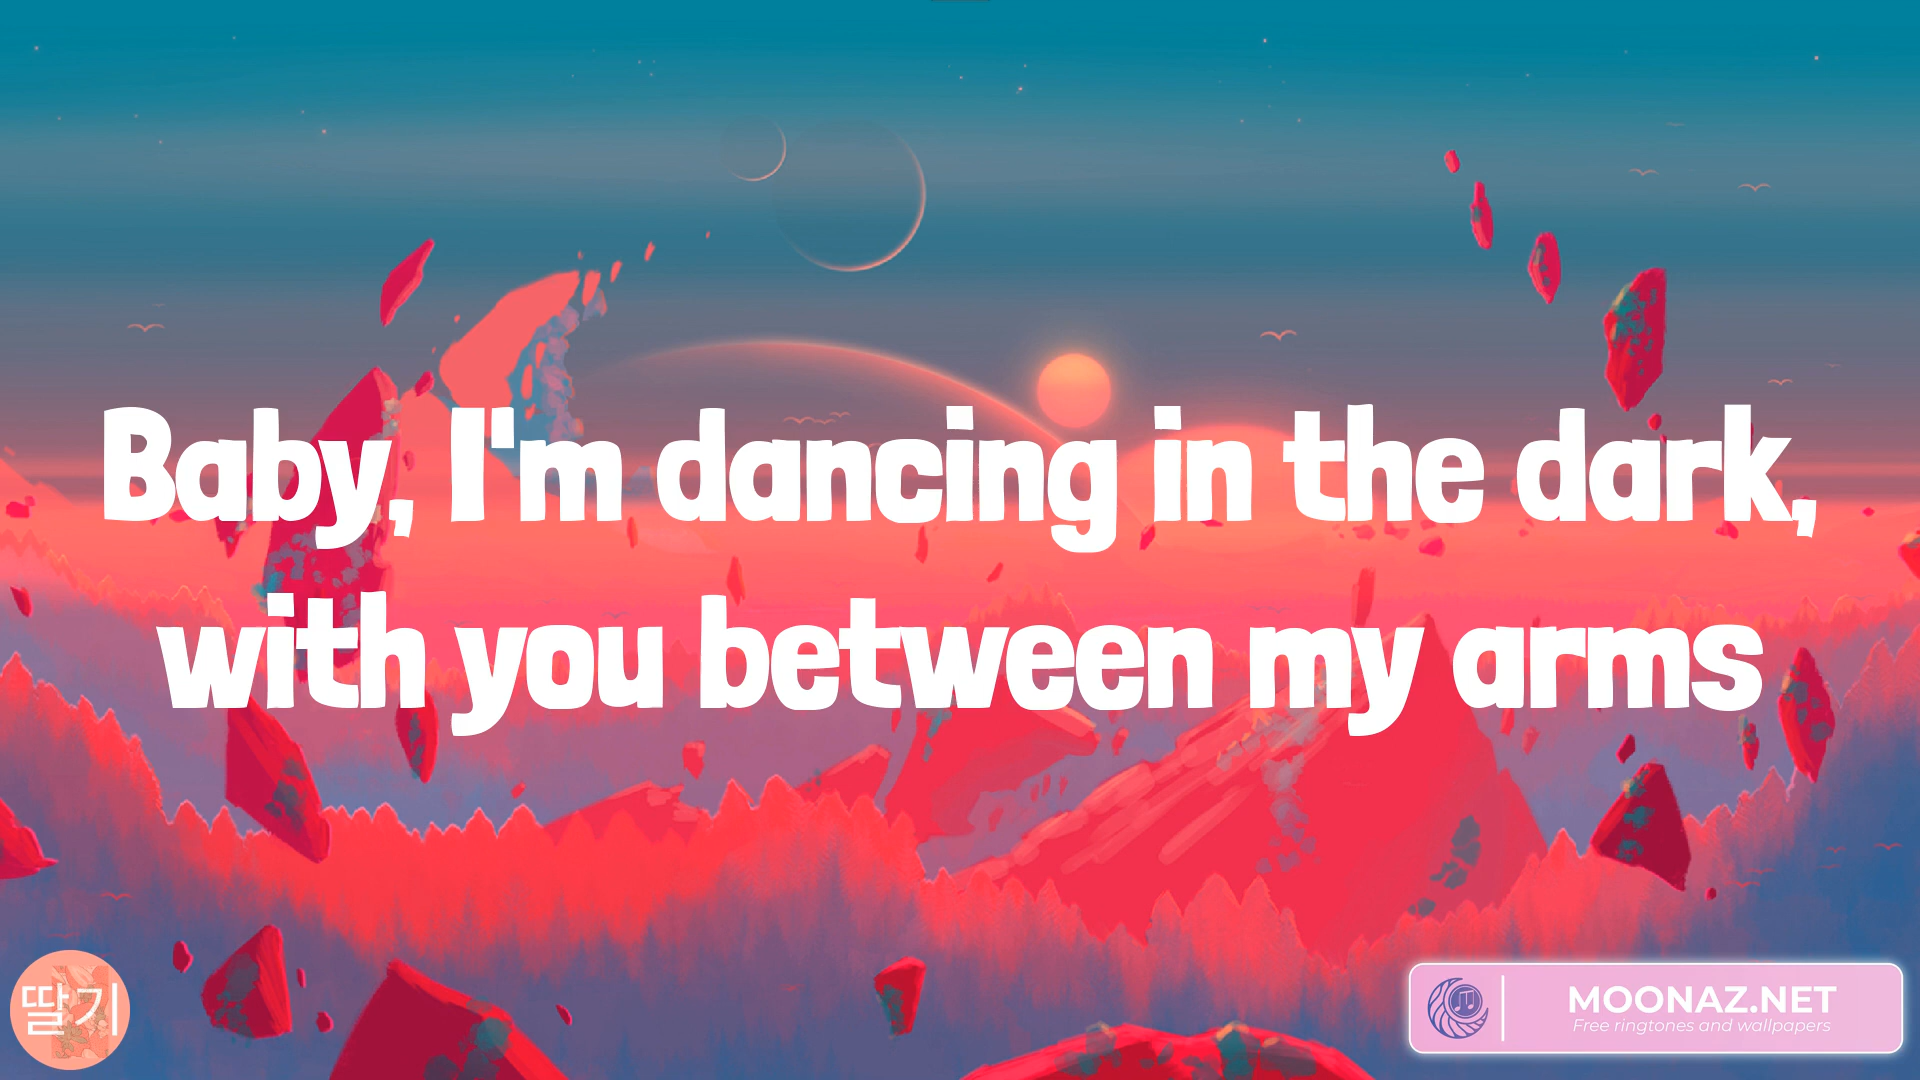 Baby, I'm dancing in the dark,
with you between my arms
딸기
MOONAZ.NET
Free ringtones and wallpapers